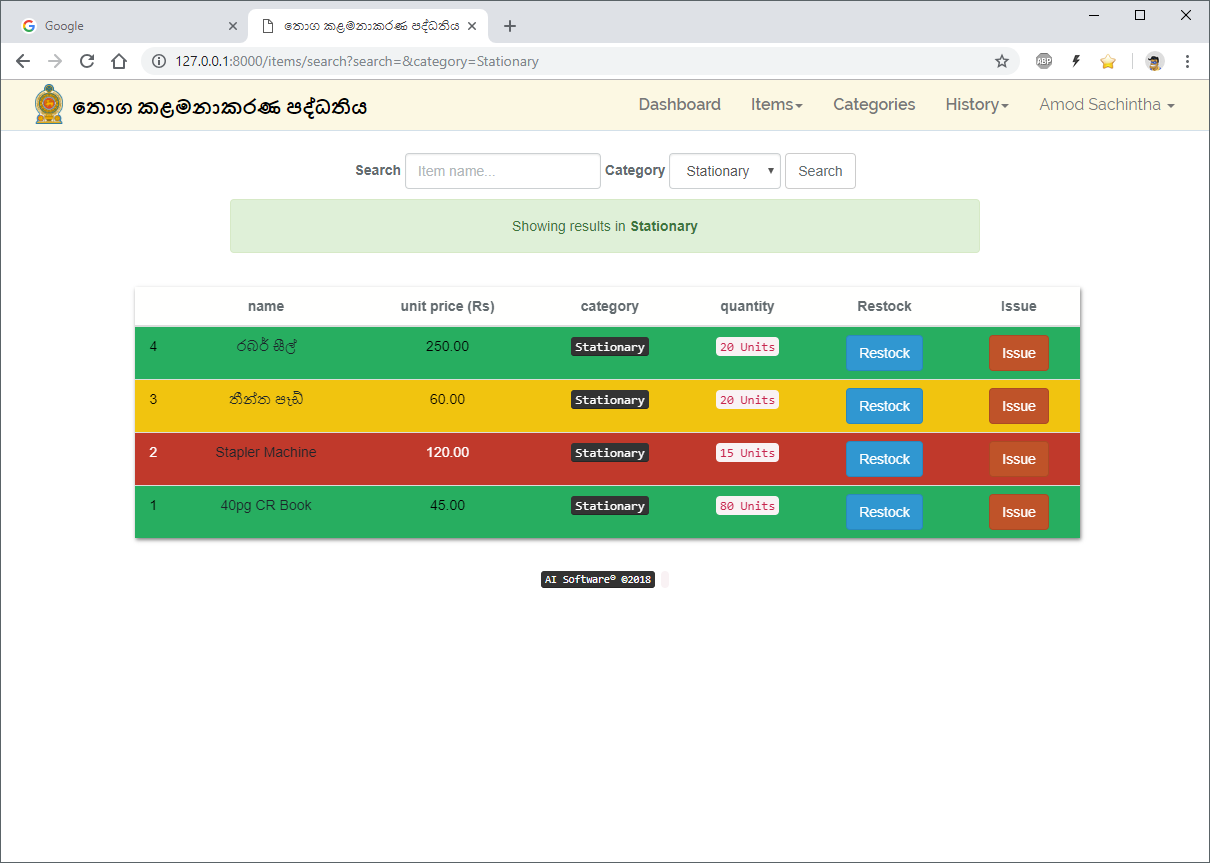 Google
තොග කළමනාකරණ පද්ධතිය
127.0.0.1:8000/items/search?search=&category=Stationary
ABP
තොග කළමනාකරණ පද්ධතිය Dashboard Items Categories History Amod Sachintha
Search Item name... Category Stationary Search
Showing results in Stationary
name unit price (Rs) category quantity Restock Issue
4 රබර් සීල් 250.00 Stationary 20 Units Restock Issue
3 තීන්ත පෑඩ් 60.00 Stationary 20 Units Restock Issue
2 Stapler Machine 120.00 Stationary 15 Units Restock Issue
1 40pg CR Book 45.00 Stationary 80 Units Restock Issue
AI Software® ©2018